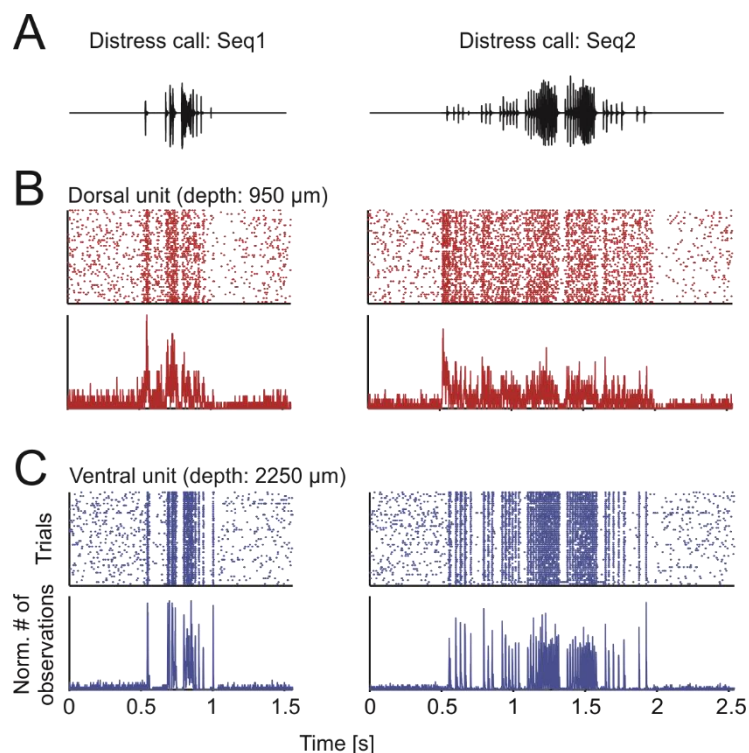 A
Distress call: Seq1
Distress call: Seq2
B
Dorsal unit (depth: 950 µm)
C
Ventral unit (depth: 2250 µm)
Trials
Norm. # of
observations
0 0.5 1 1.5 0 0.5 1 1.5 2 2.5
Time [s]